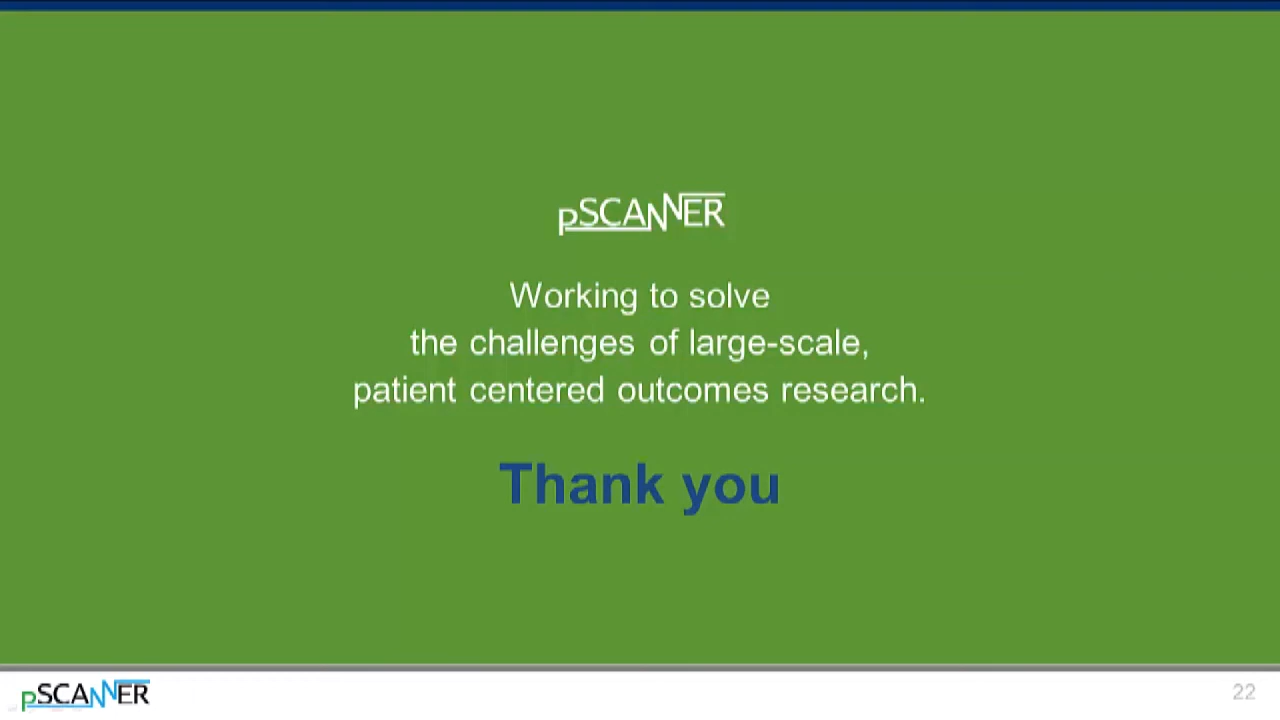 pSCANNER
Working to solve
the challenges of large-scale,
patient centered outcomes research.
Thank you
pSCANNER
22